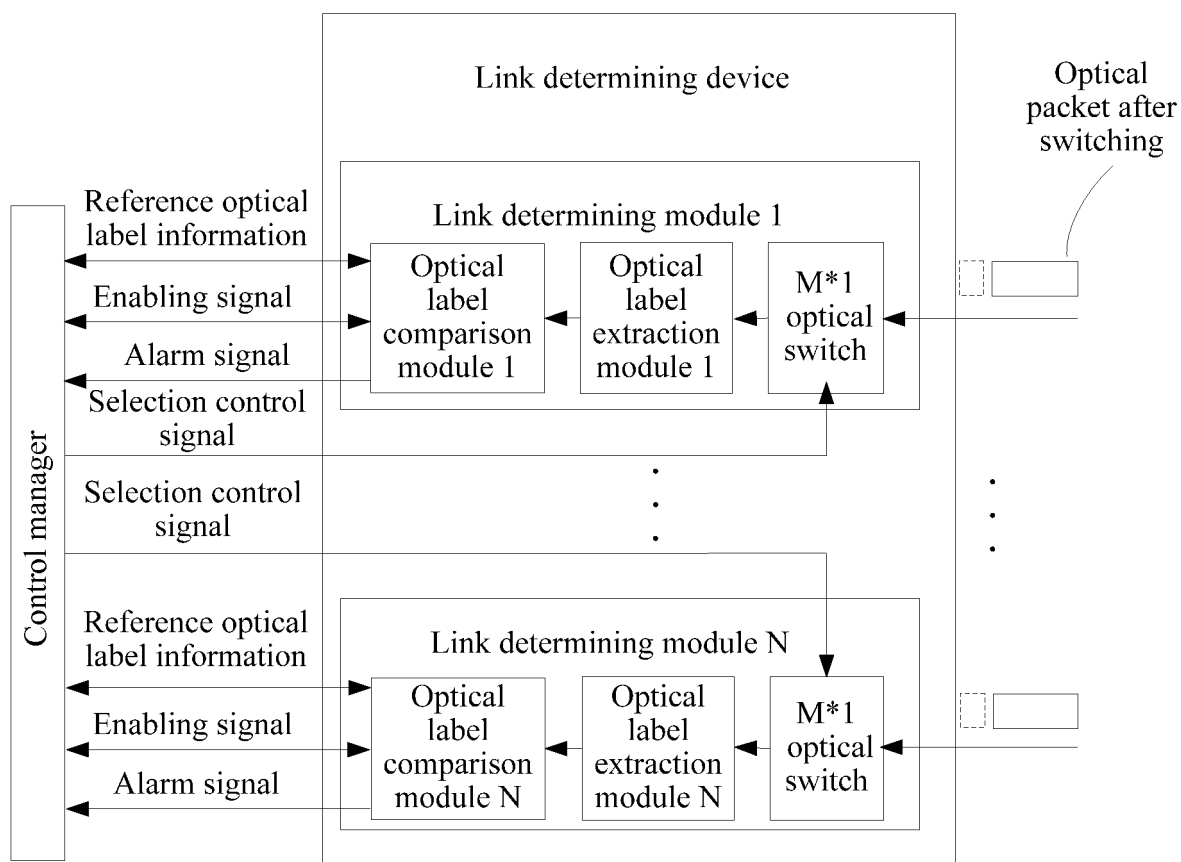 Link determining device
Optical
packet after
switching
Reference optical
label information
Enabling signal
Alarm signal
Selection control
signal
Selection control
signal
Reference optical
label information
Enabling signal
Alarm signal
Control manager
Link determining module 1
Optical
label
comparison
module 1
Optical
label
extraction
module 1
M*1
optical
switch
Link determining module N
Optical
label
comparison
module N
Optical
label
extraction
module N
M*1
optical
switch